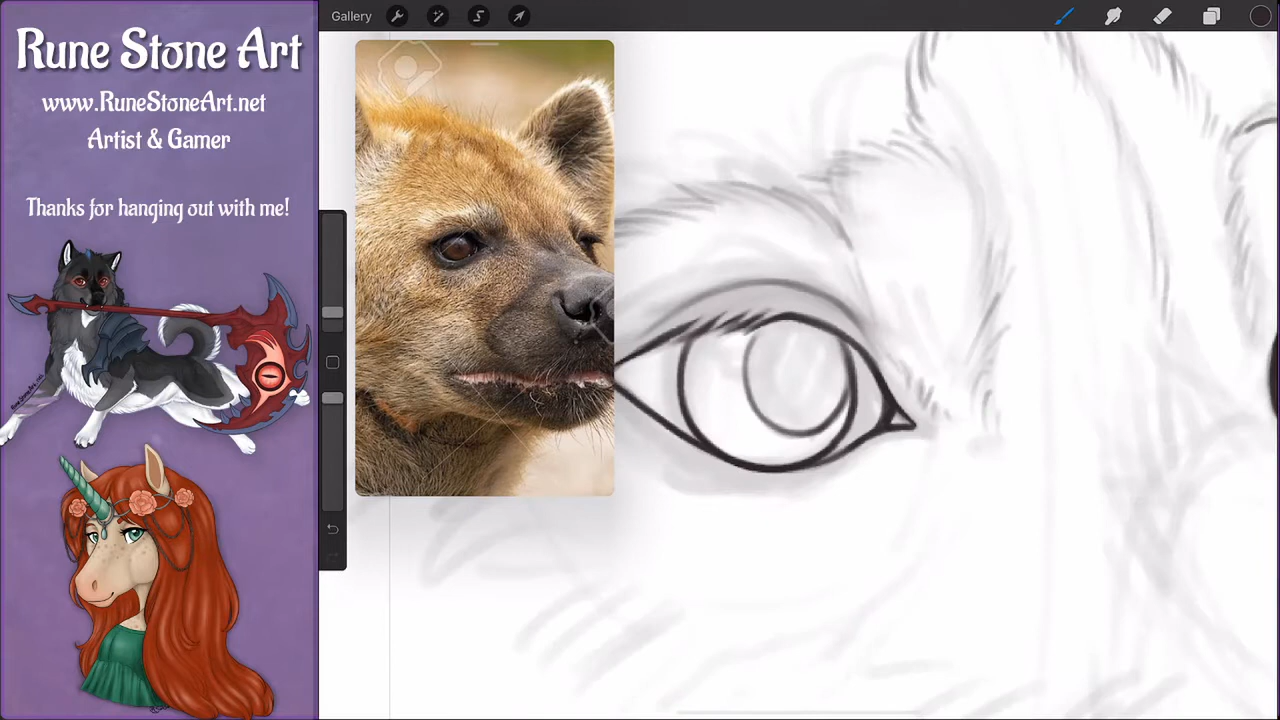 Rune Stone Art
www.RuneStoneArt.net
Artist & Gamer
Thanks for hanging out with me!
Gallery